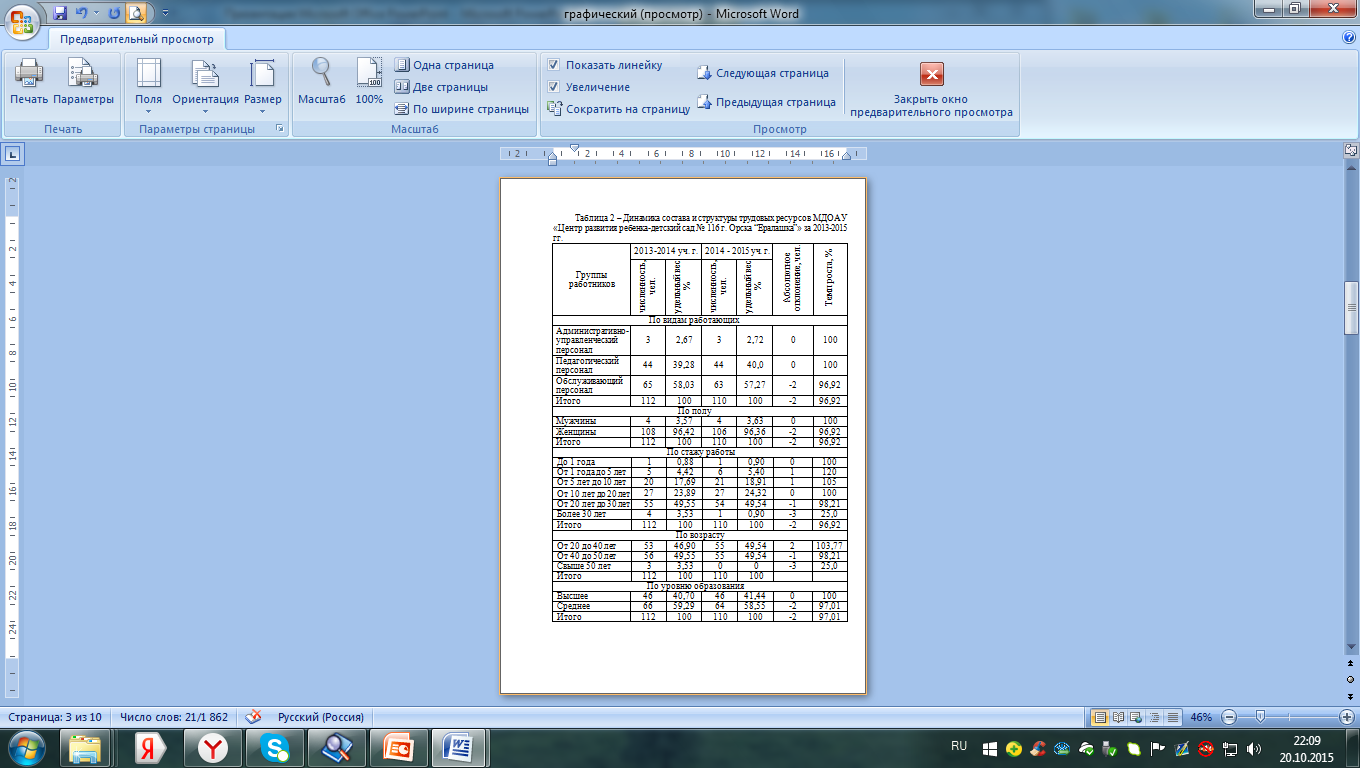 графический (просмотр) - Microsoft Word
Предварительный просмотр
Печать
Параметры
Печать
Поля
Ориентация
Размер
Параметры страницы
Масштаб
100%
Одна страница
Две страницы
По ширине страницы
Масштаб
Показать линейку
Увеличение
Сократить на страницу
Следующая страница
Предыдущая страница
Просмотр
Закрыть окно
предварительного просмотра
2 2 4 6 8 10 12 14 16
Таблица 2 – Динамика состава и структуры трудовых ресурсов МДОАУ
«Центр развития ребенка-детский сад № 116 г. Орска "Ералашка"» за 2013-2015
гг.
Группы работников
2013-2014 уч. г. 2014 - 2015 уч. г.
численность, чел.
удельный вес %
численность, чел.
удельный вес %
Абсолютное отклонение, чел.
Темп роста, %
По видам работающих
Административно-
управленческий
персонал 3 2,67 3 2,72 0 100
Педагогический
персонал 44 39,28 44 40,0 0 100
Обслуживающий
персонал 65 58,03 63 57,27 -2 96,92
Итого 112 100 110 100 -2 96,92
По полу
Мужчины 4 3,57 4 3,63 0 100
Женщины 108 96,42 106 96,36 -2 96,92
Итого 112 100 110 100 -2 96,92
По стажу работы
До 1 года 1 0,88 1 0,90 0 100
От 1 года до 5 лет 5 4,42 6 5,40 1 120
От 5 лет до 10 лет 20 17,69 21 18,91 1 105
От 10 лет до 20 лет 27 23,89 27 24,32 0 100
От 20 лет до 30 лет 55 49,55 54 49,54 -1 98,21
Более 30 лет 4 3,53 1 0,90 -3 25,0
Итого 112 100 110 100 -2 96,92
По возрасту
От 20 до 40 лет 53 46,90 55 49,54 2 103,77
От 40 до 50 лет 56 49,55 55 49,54 -1 98,21
Свыше 50 лет 3 3,53 0 0 -3 25,0
Итого 112 100 110 100
По уровню образования
Высшее 46 40,70 46 41,44 0 100
Среднее 66 59,29 64 58,55 -2 97,01
Итого 112 100 110 100 -2 97,01
Страница: 3 из 10 Число слов: 21/1 862 Русский (Россия) 46%
RU
22:09
20.10.2015